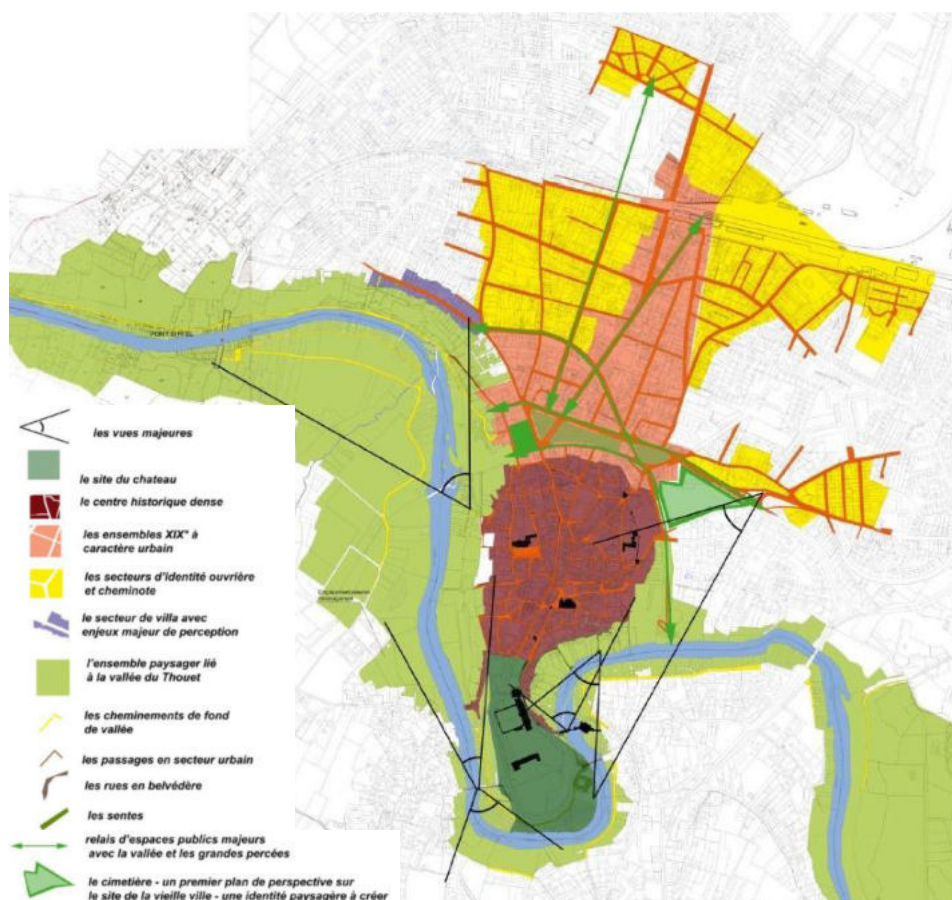 les vues majeures
le site du chateau
le centre historique dense
les ensembles XIX° à
caractère urbain
les secteurs d'identité ouvrière
et cheminote
le secteur de villa avec
enjeux majeur de perception
l'ensemble paysager lié
à la vallée du Thouet
les cheminements de fond
de vallée
les passages en secteur urbain
les rues en belvédère
les sentes
relais d'espaces publics majeurs
avec la vallée et les grandes percées
le cimetière - un premier plan de perspective sur
le site de la vieille ville - une identité paysagère à créer